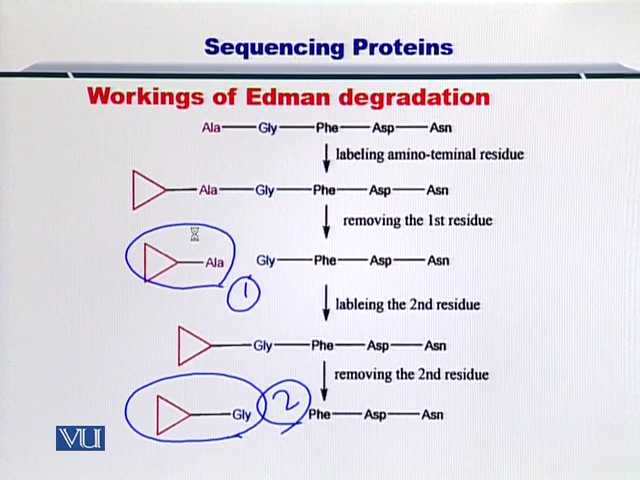 Sequencing Proteins
Workings of Edman degradation
Ala Gly Phe Asp Asn
labeling amino-teminal residue
Ala Gly Phe Asp Asn
removing the 1st residue
Ala Gly Phe Asp Asn
1
lableing the 2nd residue
Gly Phe Asp Asn
removing the 2nd residue
Gly 2 Phe Asp Asn
VU